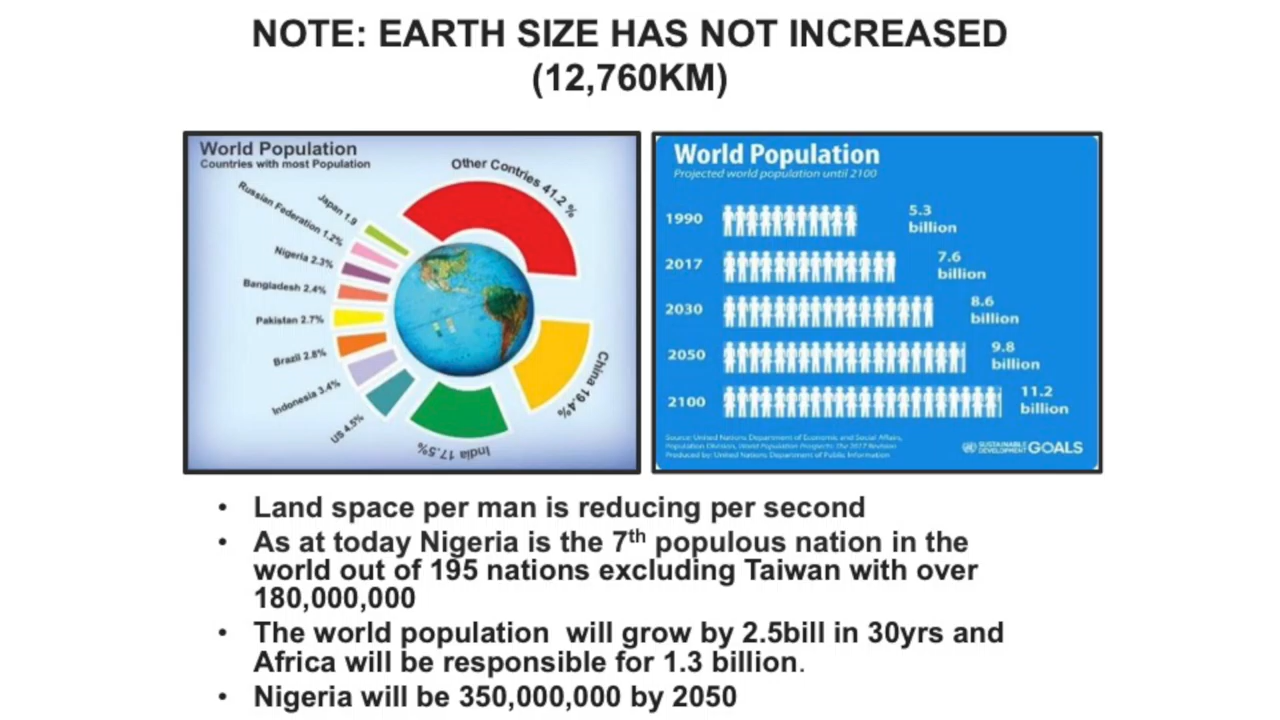 NOTE: EARTH SIZE HAS NOT INCREASED
(12,760KM)
World Population
Countries with most Population
Other Contries 41.2 %
Japan 1.9
Russian Federation 1.2%
Nigeria 2.3%
Bangladesh 2.4%
Pakistan 2.7%
Brazil 2.8%
Indonesia 3.4%
US 4.5%
India 17.5%
China 19.4%
World Population
Projected world population until 2100
1990
5.3
billion
2017
7.6
billion
2030
8.6
billion
2050
9.8
billion
2100
11.2
billion
Source: United Nations Department of Economic and Social Affairs,
Population Division, World Population Prospects: The 2017 Revision
Produced by: United Nations Department of Public Information
SUSTAINABLE
DEVELOPMENT GOALS
• Land space per man is reducing per second
• As at today Nigeria is the 7th populous nation in the
world out of 195 nations excluding Taiwan with over
180,000,000
• The world population will grow by 2.5bill in 30yrs and
Africa will be responsible for 1.3 billion.
• Nigeria will be 350,000,000 by 2050